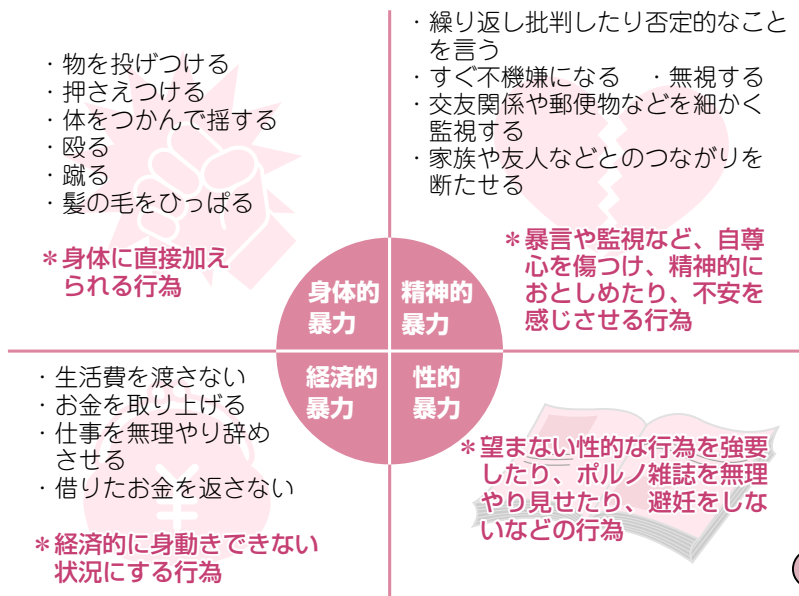 ・物を投げつける
・押さえつける
・体をつかんで揺する
・殴る
・蹴る
・髪の毛をひっぱる
＊身体に直接加え
られる行為
・繰り返し批判したり否定的なこと
を言う
・すぐ不機嫌になる　・無視する
・交友関係や郵便物などを細かく
監視する
・家族や友人などとのつながりを
断たせる
＊暴言や監視など、自尊
心を傷つけ、精神的に
おとしめたり、不安を
感じさせる行為
身体的
暴力
精神的
暴力
経済的
暴力
性的
暴力
・生活費を渡さない
・お金を取り上げる
・仕事を無理やり辞め
させる
・借りたお金を返さない
＊経済的に身動きできない
状況にする行為
＊望まない性的な行為を強要
したり、ポルノ雑誌を無理
やり見せたり、避妊をしな
いなどの行為
¥